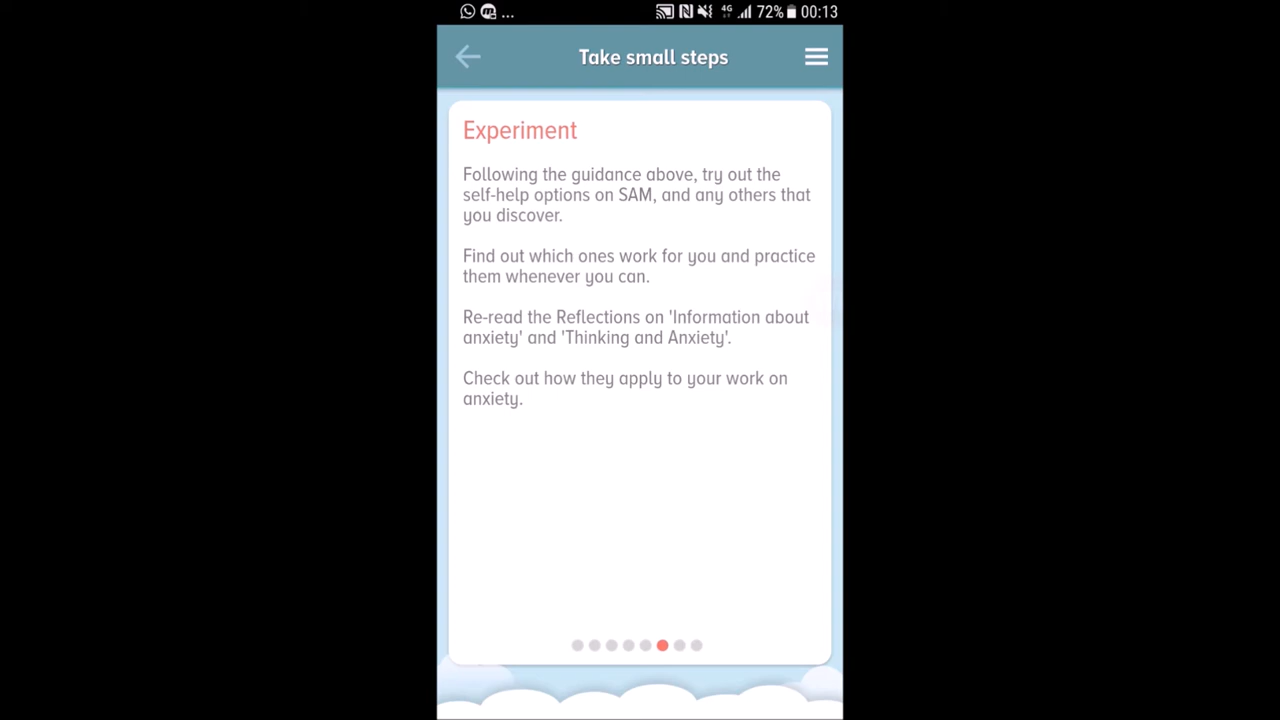 ... 4G 72% 00:13
Take small steps
Experiment
Following the guidance above, try out the
self-help options on SAM, and any others that
you discover.
Find out which ones work for you and practice
them whenever you can.
Re-read the Reflections on 'Information about
anxiety' and 'Thinking and Anxiety'.
Check out how they apply to your work on
anxiety.